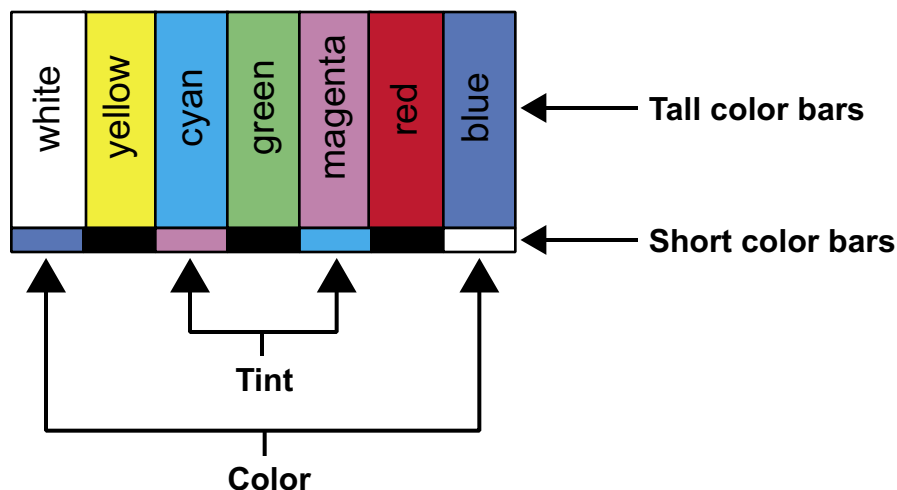 white
yellow
cyan
green
magenta
red
blue
Tall color bars
Short color bars
Tint
Color